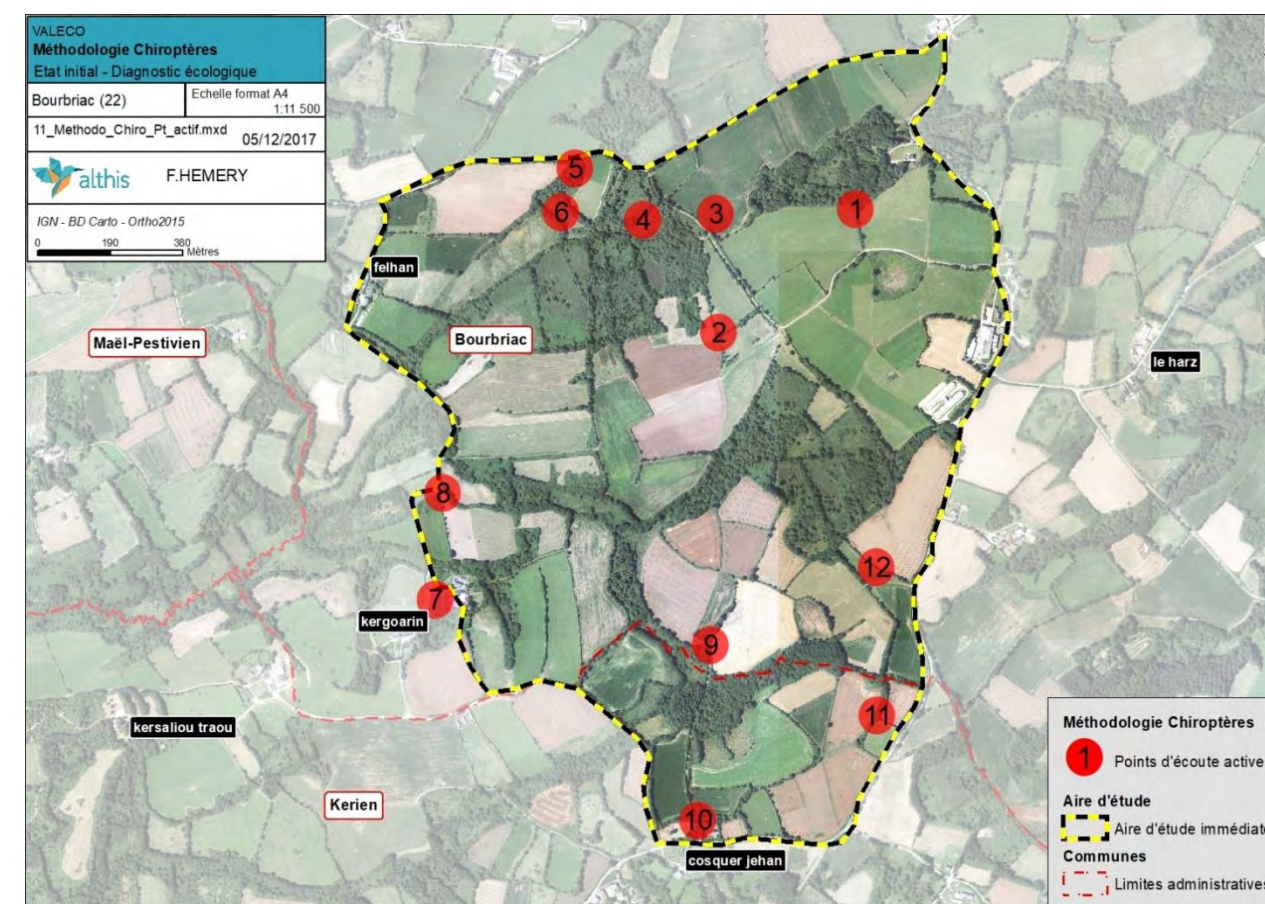 VALECO
Méthodologie Chiroptères
Etat initial - Diagnostic écologique
Bourbriac (22)
Echelle format A4
1:11 500
11_Methodo_Chiro_Pt_actif.mxd
05/12/2017
althis
F.HEMERY
IGN - BD Carto - Ortho2015
0 190 380
Mètres
5
6
4
3
1
felhan
Maël-Pestivien
Bourbriac
2
le harz
8
12
7
kergoarin
9
kersaliou traou
11
Kerien
10
cosquer jehan
Méthodologie Chiroptères
1
Points d'écoute active
Aire d'étude
Aire d'étude immédiate
Communes
Limites administratives